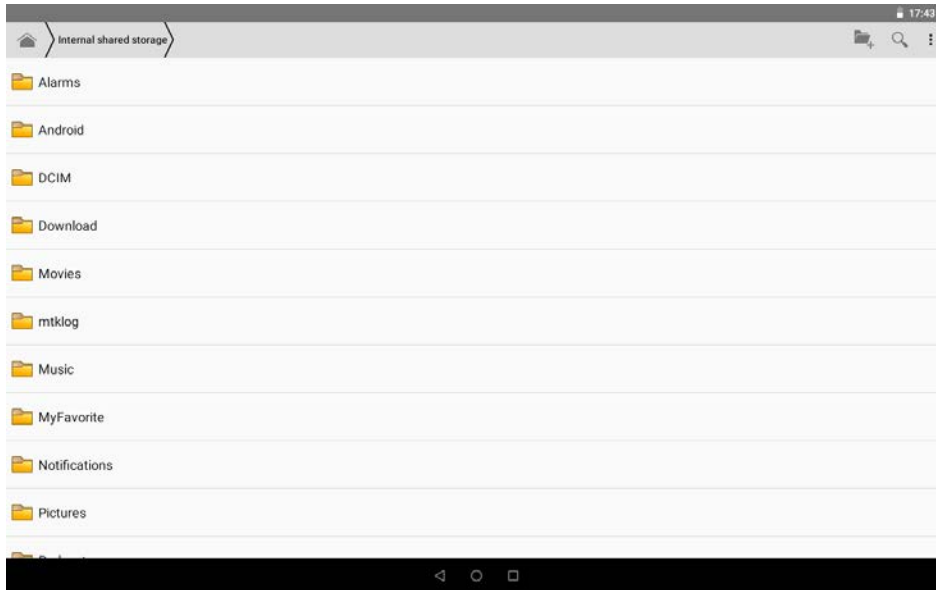 17:43
Internal shared storage
Alarms
Android
DCIM
Download
Movies
mtklog
Music
MyFavorite
Notifications
Pictures